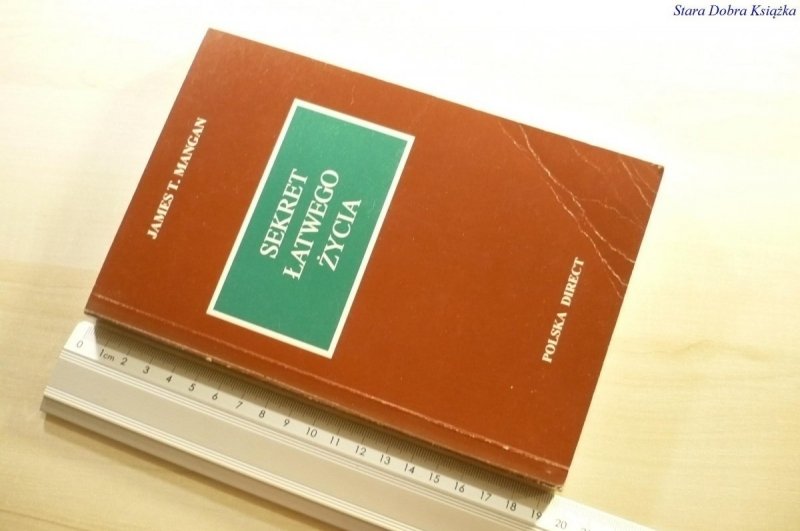 Stara Dobra Książka
JAMES T. MANGAN
SEKRET
ŁATWEGO
ŻYCIA
POLSKA DIRECT
0 1cm 2 3 4 5 6 7 8 9 10 11 12 13 14 15 16 17 18 19 20